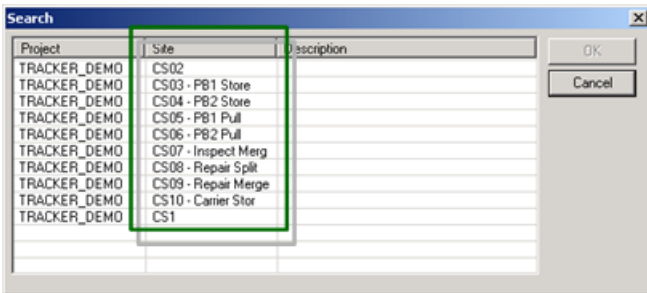 Search
Project Site Description
OK
TRACKER_DEMO CS02
TRACKER_DEMO CS03 - PB1 Store
Cancel
TRACKER_DEMO CS04 - PB2 Store
TRACKER_DEMO CS05 - PB1 Pull
TRACKER_DEMO CS06 - PB2 Pull
TRACKER_DEMO CS07 - Inspect Merg
TRACKER_DEMO CS08 - Repair Split
TRACKER_DEMO CS09 - Repair Merge
TRACKER_DEMO CS10 - Carrier Stor
TRACKER_DEMO CS1